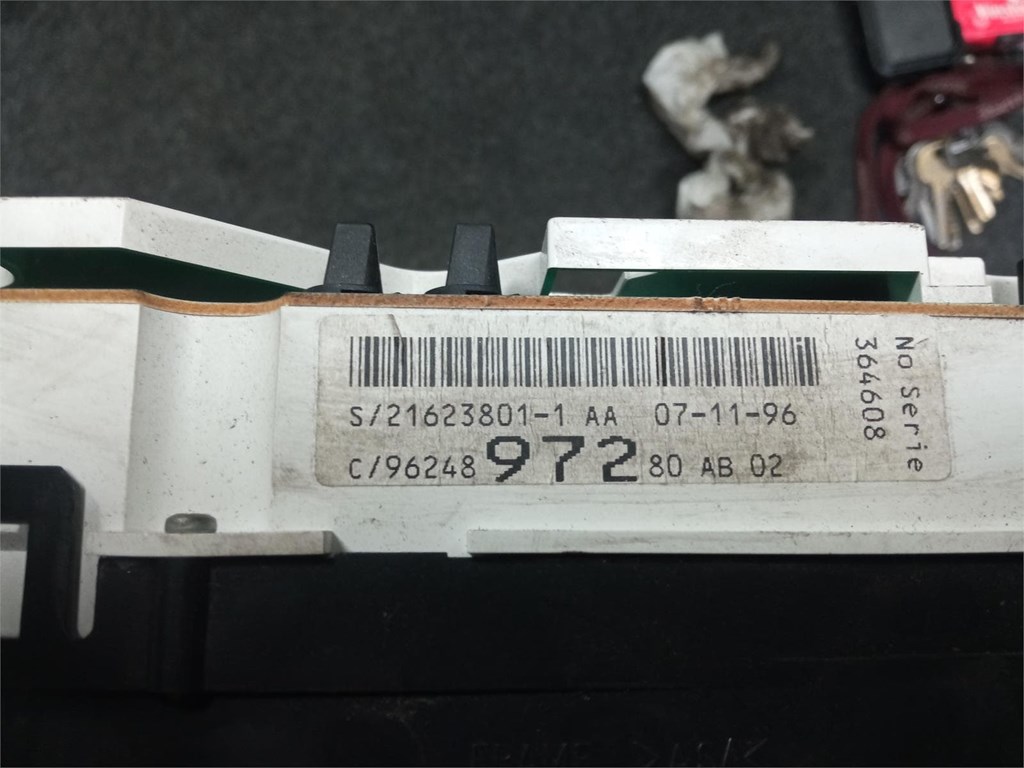 S/21623801-1 AA 07-11-96
C/96248 972 80 AB 02
No Serie
364608